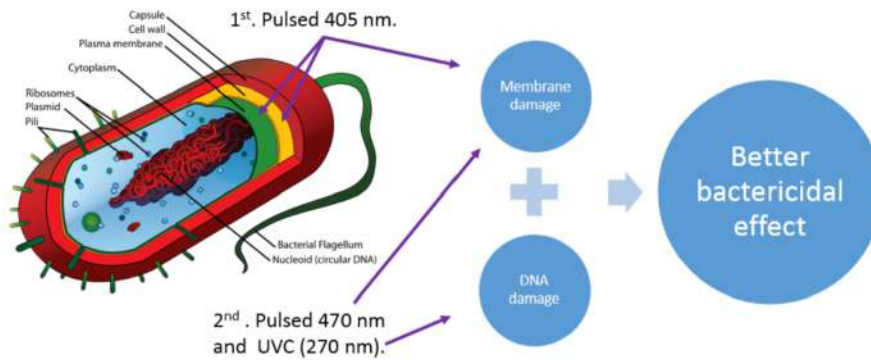 Capsule
Cell wall
Plasma membrane
Cytoplasm
Ribosomes
Plasmid
Pili
Bacterial Flagellum
Nucleoid (circular DNA)
1st. Pulsed 405 nm.
2nd . Pulsed 470 nm
and UVC (270 nm).
Membrane
damage
DNA
damage
Better
bactericidal
effect